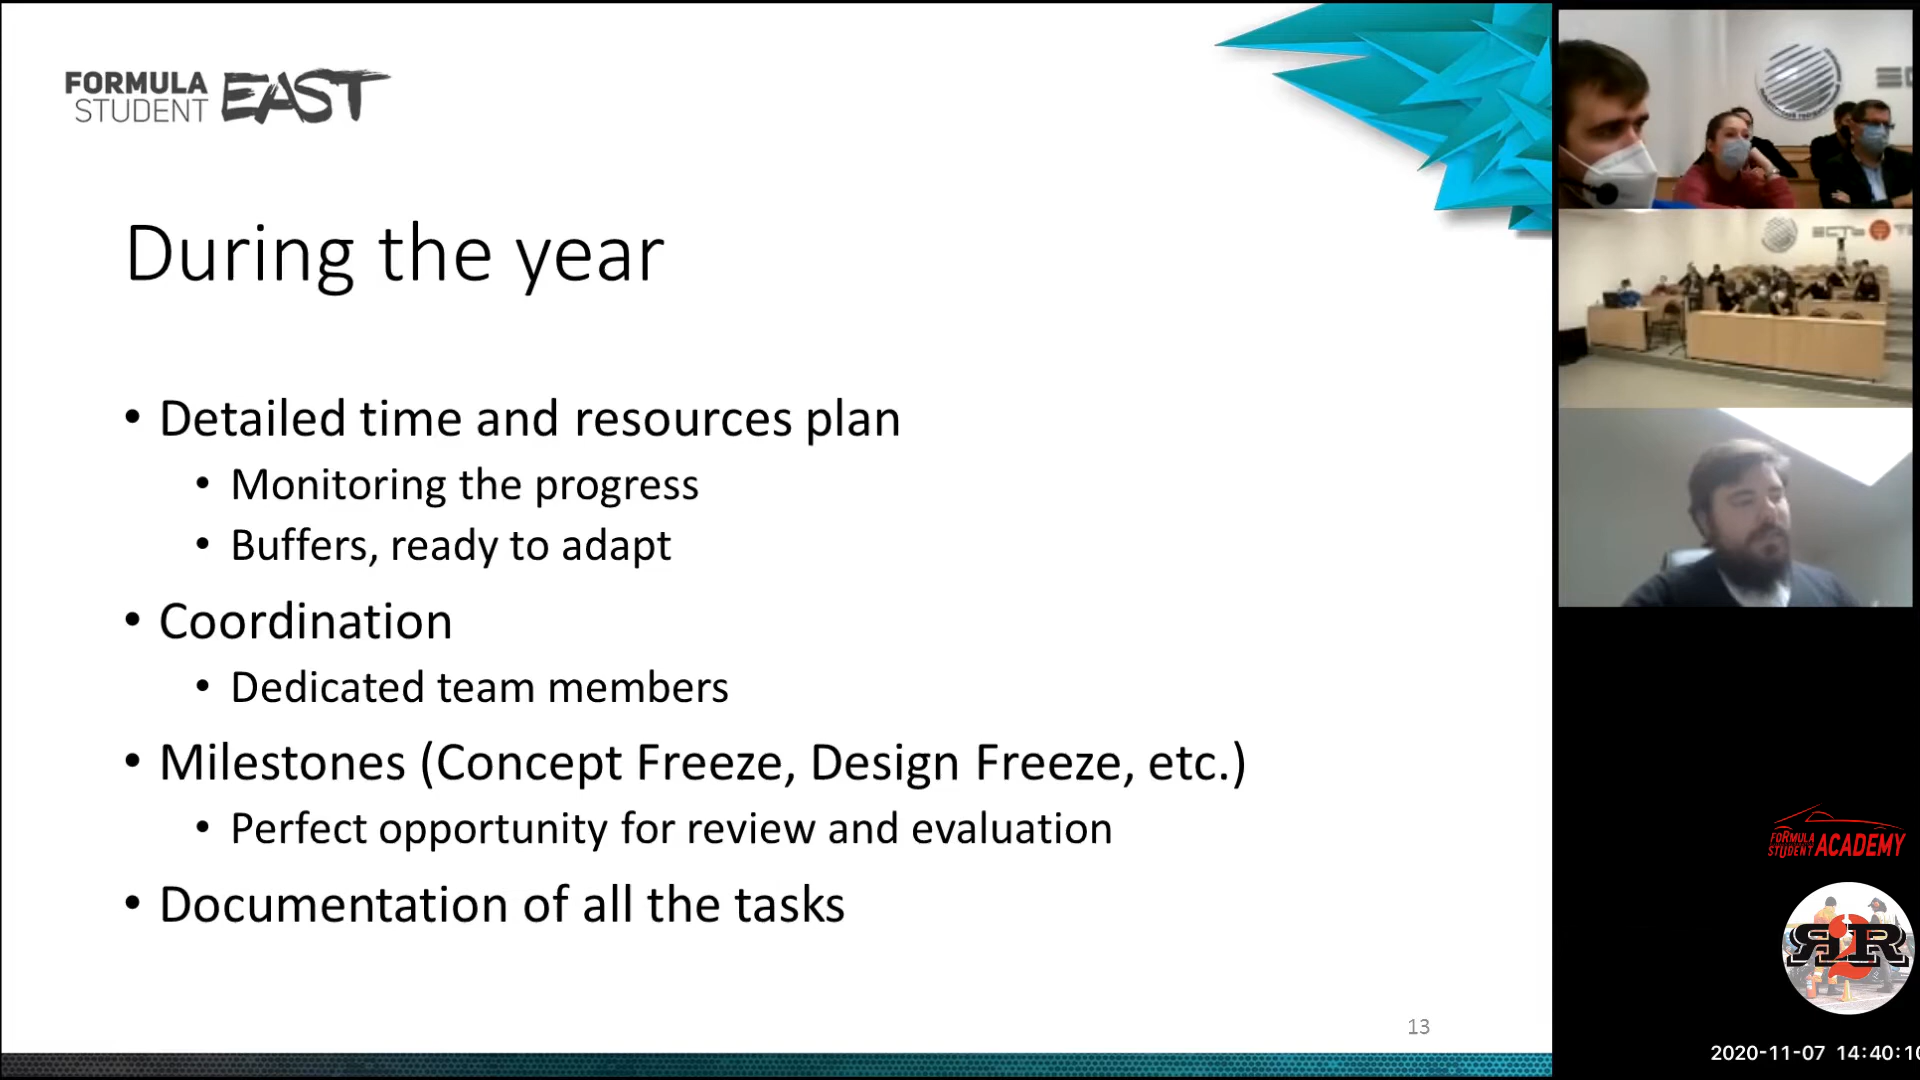 FORMULA
STUDENT EAST
During the year
• Detailed time and resources plan
• Monitoring the progress
• Buffers, ready to adapt
• Coordination
• Dedicated team members
• Milestones (Concept Freeze, Design Freeze, etc.)
• Perfect opportunity for review and evaluation
• Documentation of all the tasks
13
ЕСТЬ
FORMULA
STUDENT ACADEMY
2020-11-07 14:40:10